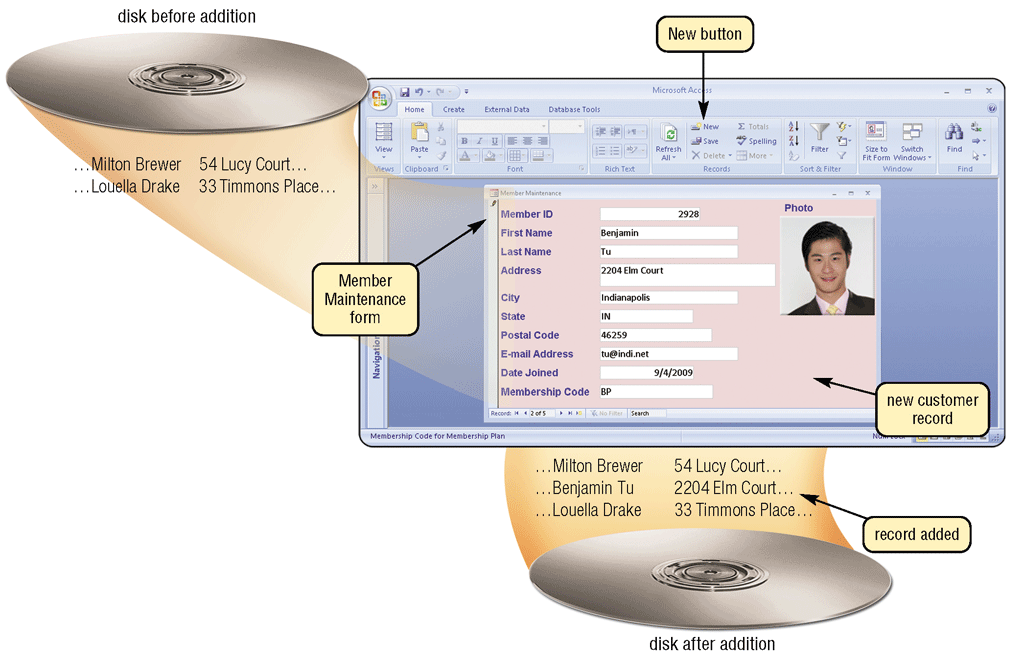 disk before addition
New button
Microsoft Access
Home Create External Data Database Tools
View Paste New Totals
Save Spelling
Refresh All Delete More
Filter Size to Fit Form Switch Windows Find
Views Clipboard Font Rich Text Records Sort & Filter Window Find
…Milton Brewer 54 Lucy Court…
…Louella Drake 33 Timmons Place…
Member Maintenance
Member ID 2928
Photo
First Name Benjamin
Last Name Tu
Address 2204 Elm Court
City Indianapolis
State IN
Postal Code 46259
E-mail Address tu@indi.net
Date Joined 9/4/2009
Membership Code BP
Record: 2 of 5 No Filter Search
Member
Maintenance
form
Navigation
new customer
record
Membership Code for Membership Plan
Num Lock
…Milton Brewer 54 Lucy Court…
…Benjamin Tu 2204 Elm Court…
…Louella Drake 33 Timmons Place…
record added
disk after addition